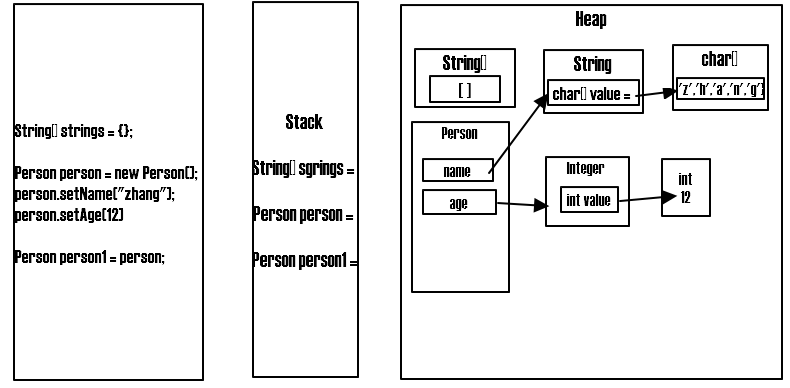 String[] strings = {};
Person person = new Person();
person.setName("zhang");
person.setAge(12)
Person person1 = person;
Stack
String[] sgrings =
Person person =
Person person1 =
Heap
String[]
[ ]
String
char[] value =
char[]
'z','h','a','n','g'}
Person
name
age
Integer
int value
int
12